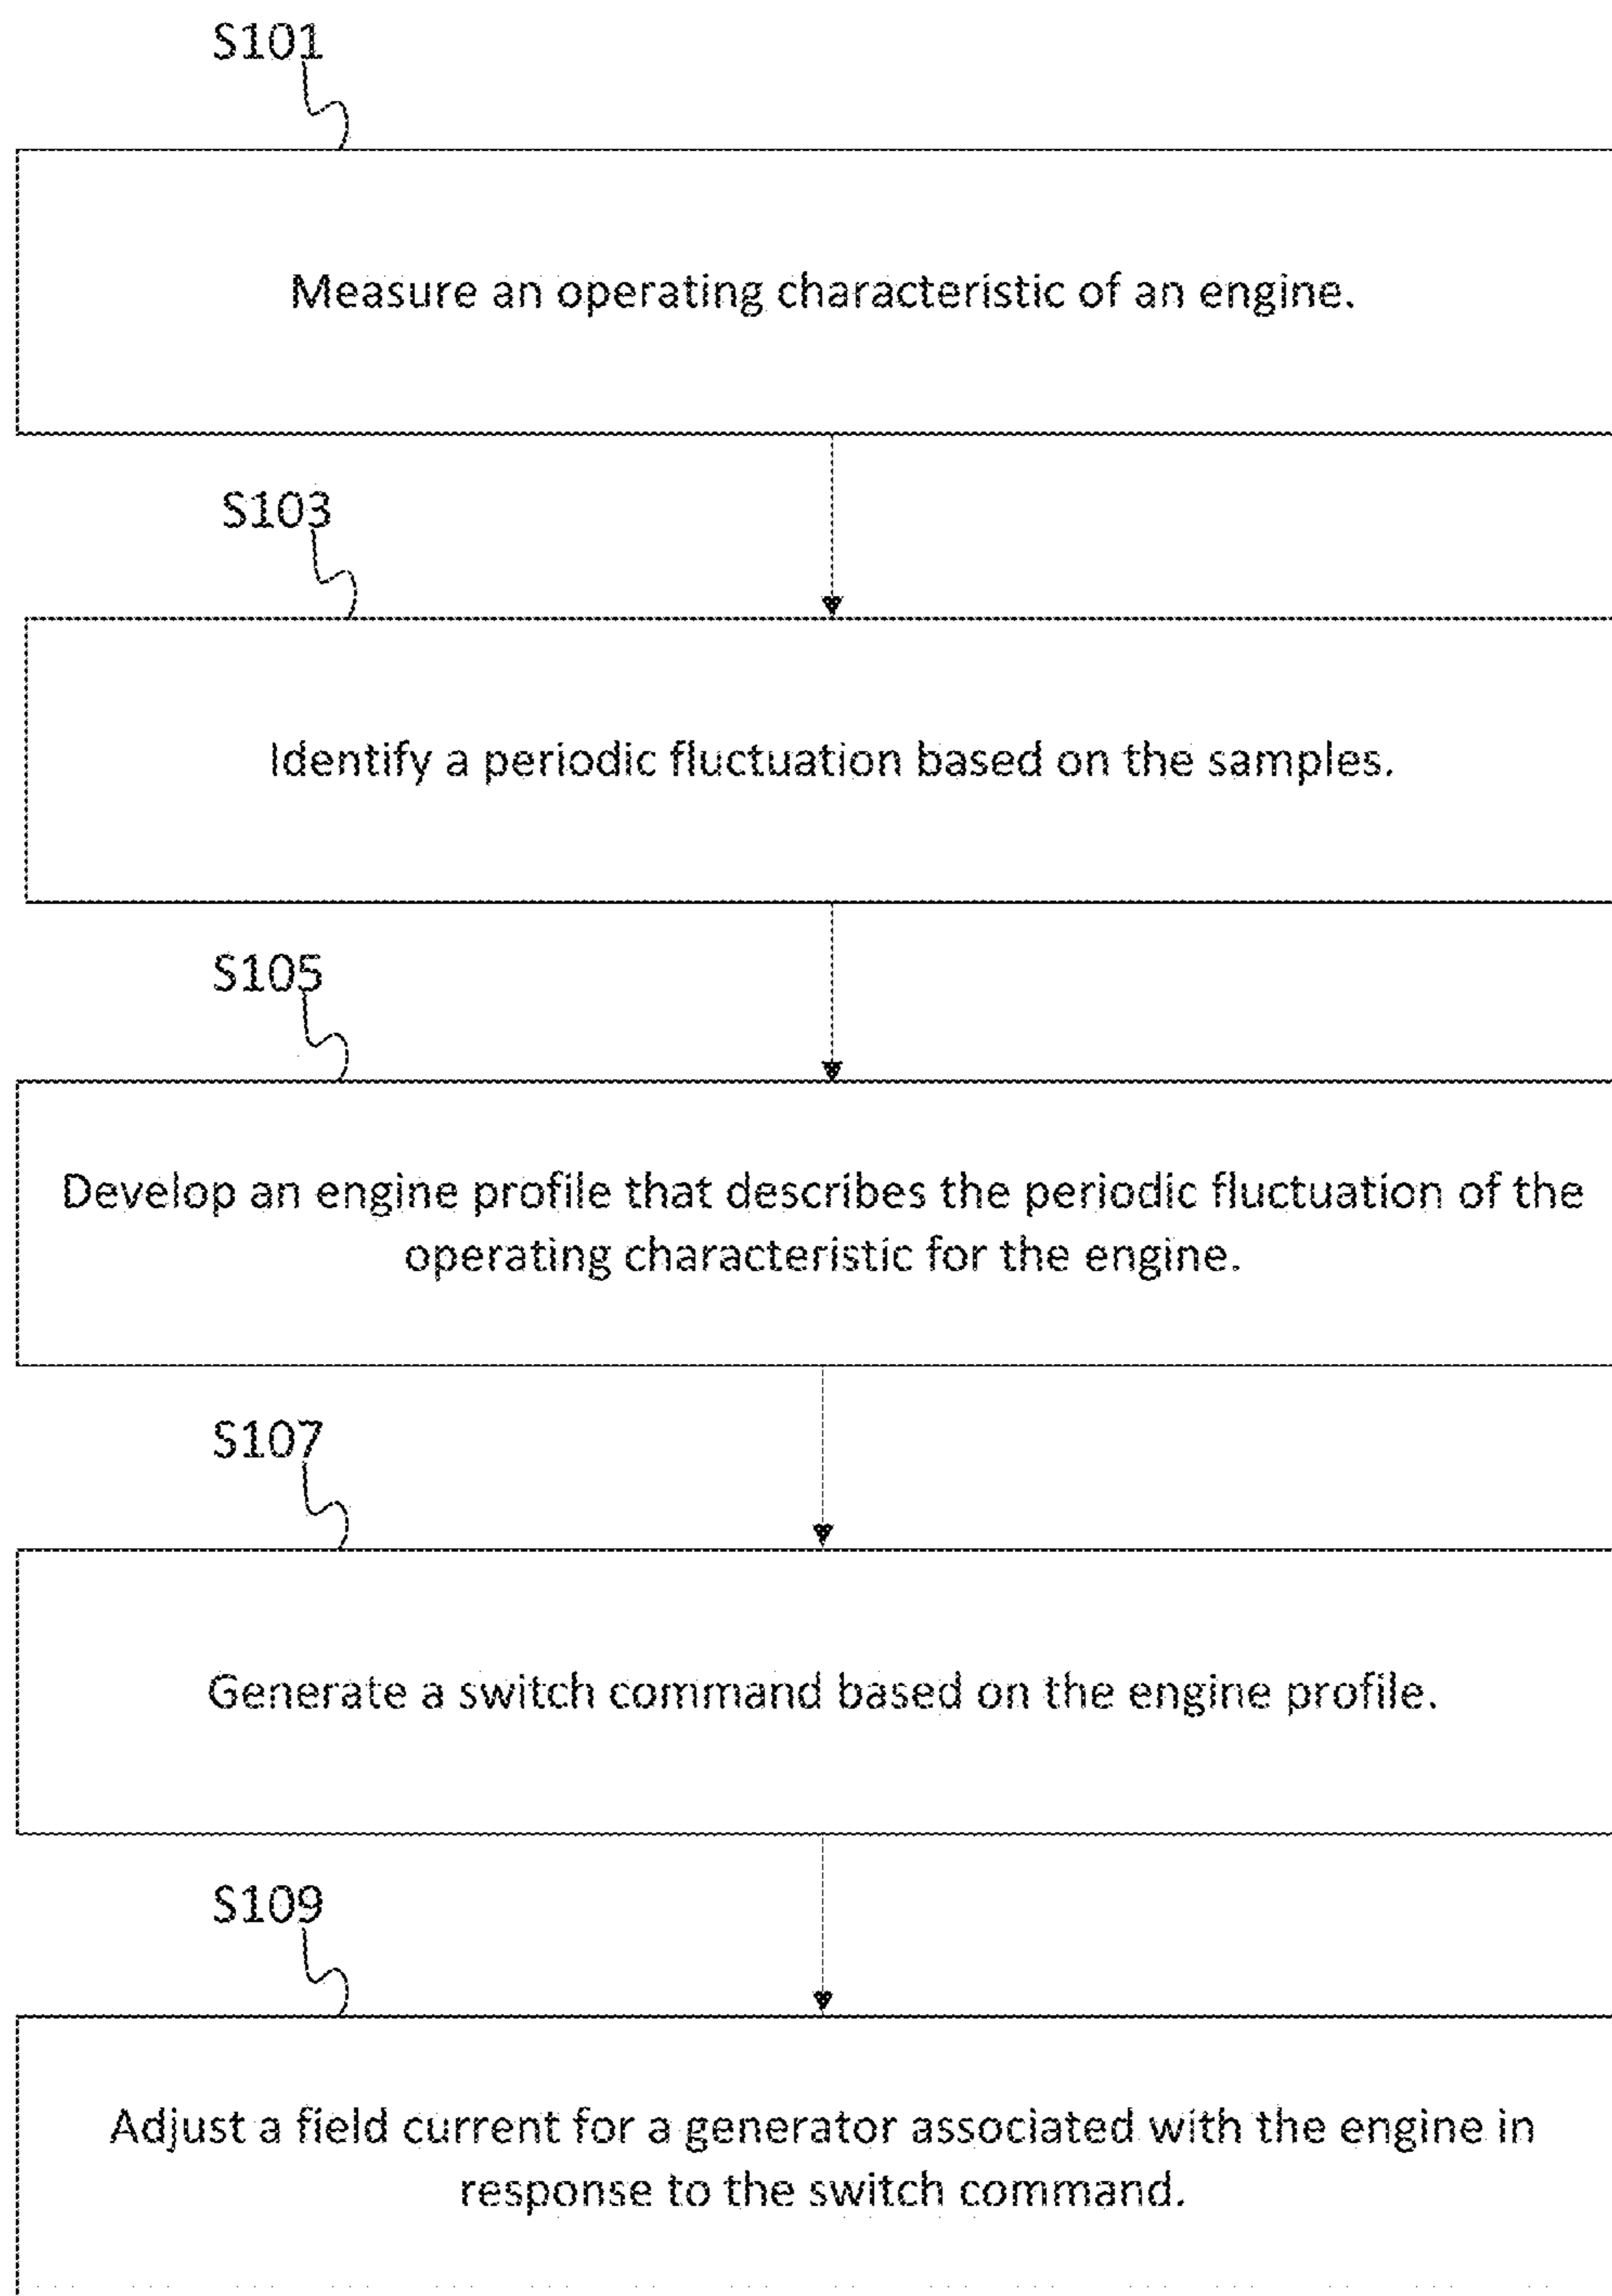 S101
Measure an operating characteristic of an engine.
S103
Identify a periodic fluctuation based on the samples.
S105
Develop an engine profile that describes the periodic fluctuation of the
operating characteristic for the engine.
S107
Generate a switch command based on the engine profile.
S109
Adjust a field current for a generator associated with the engine in
response to the switch command.